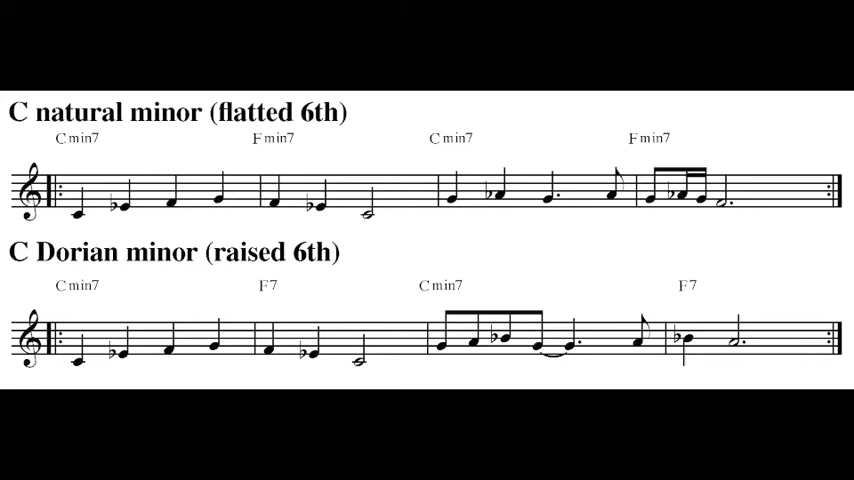 C natural minor (flatted 6th)
Cmin7 Fmin7 Cmin7 Fmin7
C Dorian minor (raised 6th)
Cmin7 F7 Cmin7 F7